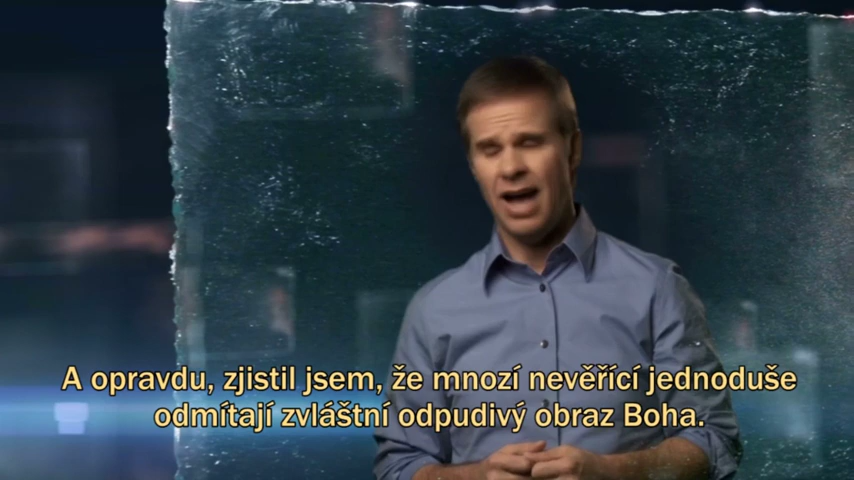 A opravdu, zjistil jsem, že mnozí nevěřící jednoduše
odmítají zvláštní odpudivý obraz Boha.